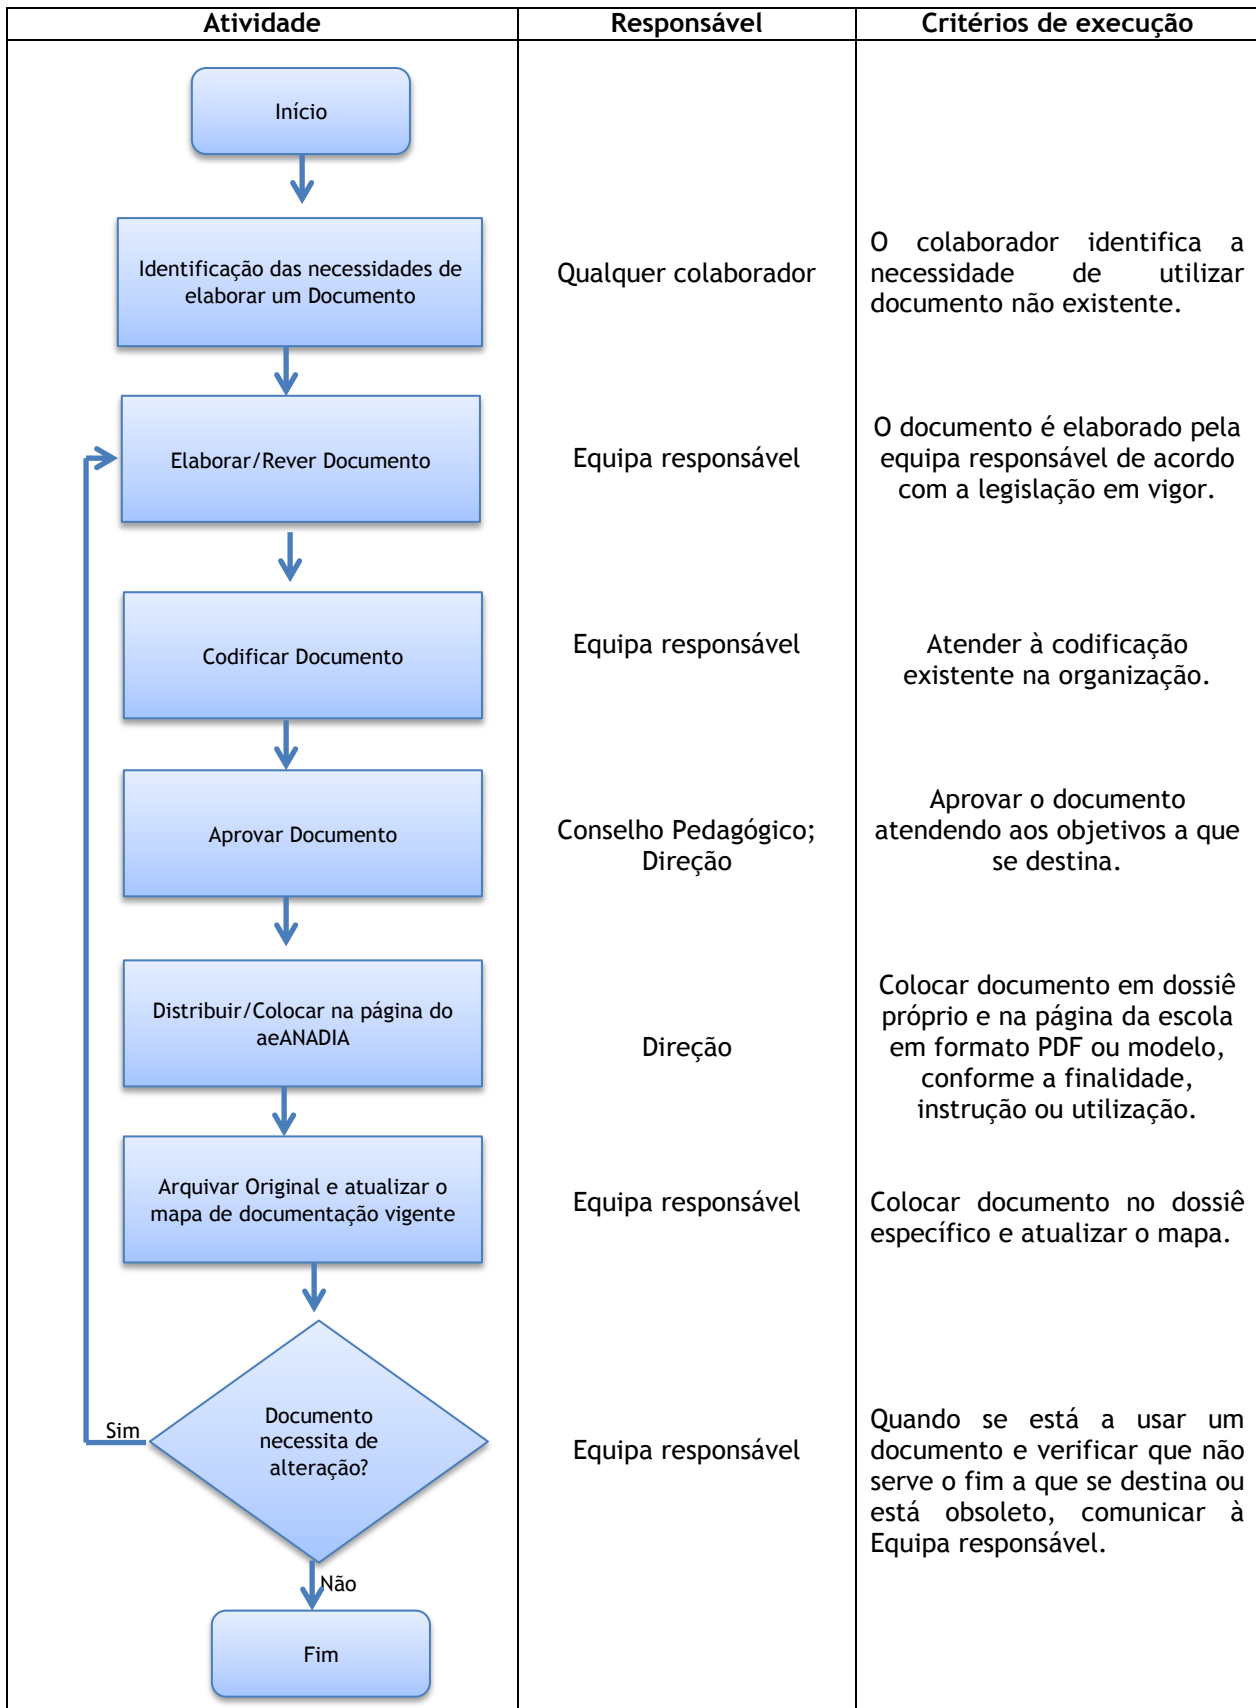 Atividade
Responsável
Critérios de execução
Início
Identificação das necessidades de
elaborar um Documento
Qualquer colaborador
O colaborador identifica a
necessidade de utilizar
documento não existente.
Elaborar/Rever Documento
Equipa responsável
O documento é elaborado pela
equipa responsável de acordo
com a legislação em vigor.
Codificar Documento
Equipa responsável
Atender à codificação
existente na organização.
Aprovar Documento
Conselho Pedagógico;
Direção
Aprovar o documento
atendendo aos objetivos a que
se destina.
Distribuir/Colocar na página do
aeANADIA
Direção
Colocar documento em dossiê
próprio e na página da escola
em formato PDF ou modelo,
conforme a finalidade,
instrução ou utilização.
Arquivar Original e atualizar o
mapa de documentação vigente
Equipa responsável
Colocar documento no dossiê
específico e atualizar o mapa.
Documento
necessita de
alteração?
Sim
Equipa responsável
Quando se está a usar um
documento e verificar que não
serve o fim a que se destina ou
está obsoleto, comunicar à
Equipa responsável.
Não
Fim